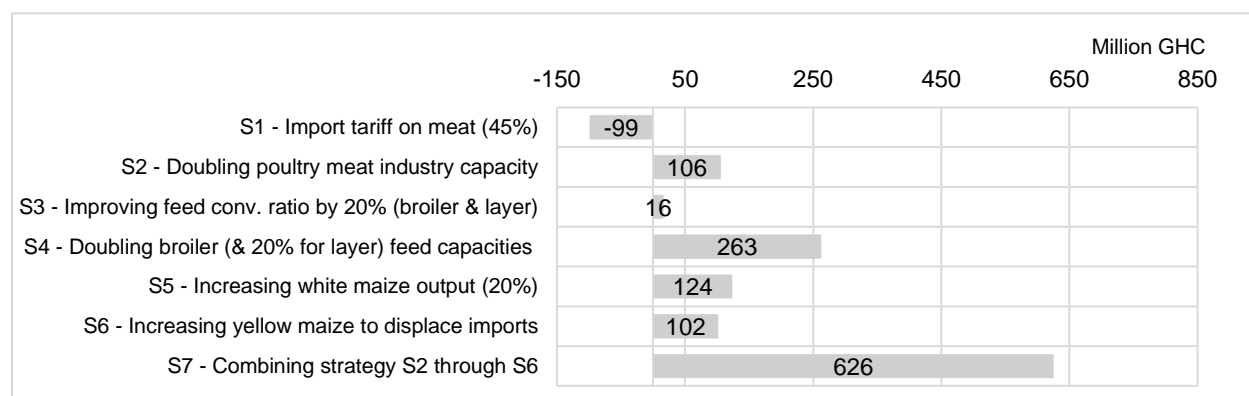 Million GHC
-150 50 250 450 650 850
S1 - Import tariff on meat (45%) -99
S2 - Doubling poultry meat industry capacity 106
S3 - Improving feed conv. ratio by 20% (broiler & layer) 16
S4 - Doubling broiler (& 20% for layer) feed capacities 263
S5 - Increasing white maize output (20%) 124
S6 - Increasing yellow maize to displace imports 102
S7 - Combining strategy S2 through S6 626